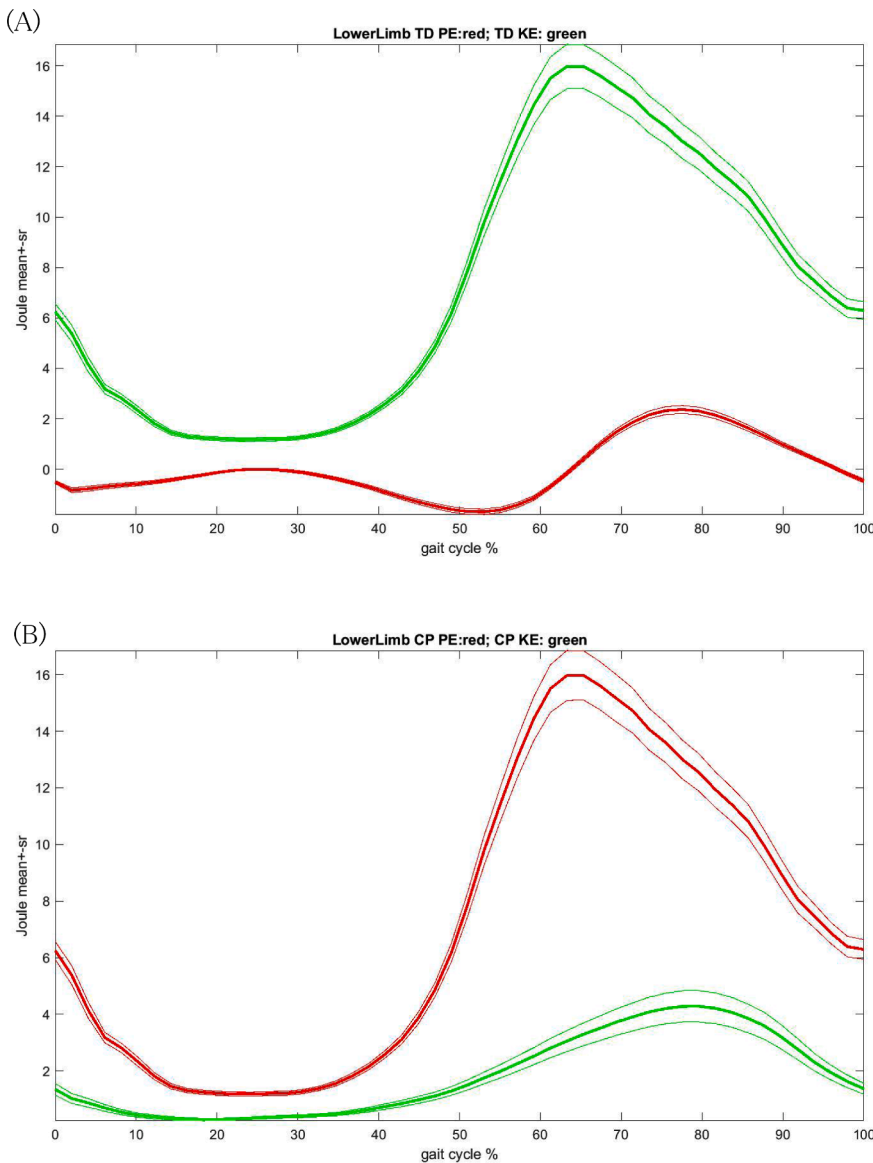 (A)
LowerLimb TD PE:red; TD KE: green
16
14
12
10
8
6
4
2
0
Joule mean+-sr
0 10 20 30 40 50 60 70 80 90 100
gait cycle %
(B)
LowerLimb CP PE:red; CP KE: green
16
14
12
10
8
6
4
2
Joule mean+-sr
0 10 20 30 40 50 60 70 80 90 100
gait cycle %